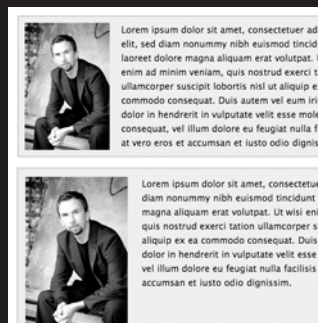 Lorem ipsum dolor sit amet, consectetuer ad
elit, sed diam nonummy nibh euismod tincid
laoreet dolore magna aliquam erat volutpat. U
enim ad minim veniam, quis nostrud exerci t
ullamcorper suscipit lobortis nisl ut aliquip e
commodo consequat. Duis autem vel eum iri
dolor in hendrerit in vulputate velit esse mole
consequat, vel illum dolore eu feugiat nulla f
at vero eros et accumsan et iusto odio dignis
Lorem ipsum dolor sit amet, consectetue
diam nonummy nibh euismod tincidunt
magna aliquam erat volutpat. Ut wisi eni
quis nostrud exerci tation ullamcorper s
aliquip ex ea commodo consequat. Duis
dolor in hendrerit in vulputate velit esse
vel illum dolore eu feugiat nulla facilisis
accumsan et iusto odio dignissim.